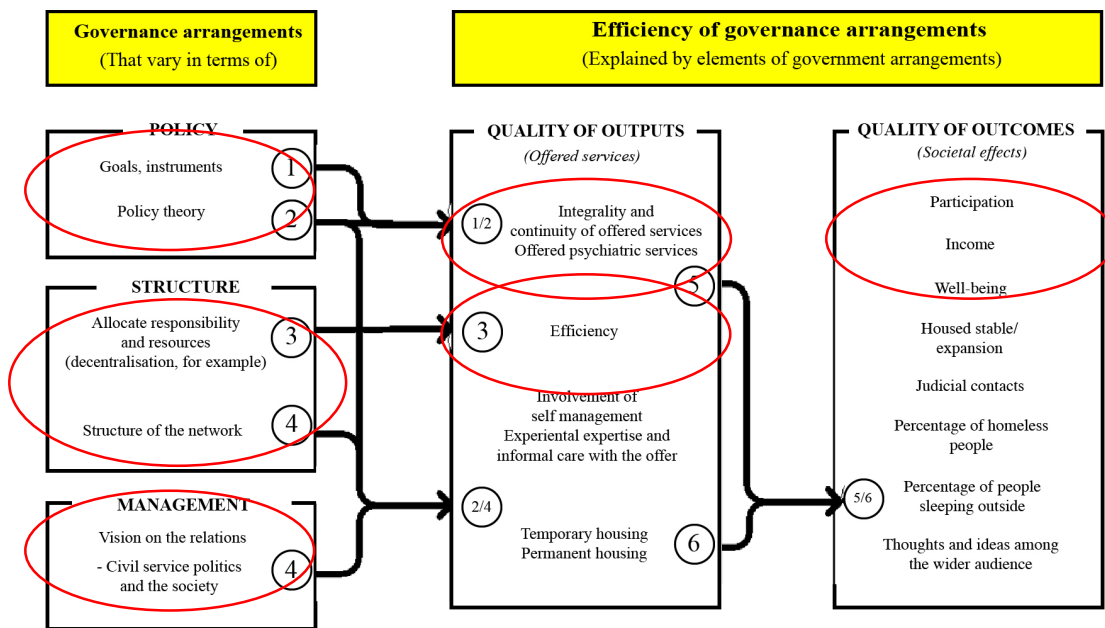 Governance arrangements
(That vary in terms of)
Efficiency of governance arrangements
(Explained by elements of government arrangements)
POLICY
Goals, instruments
1
Policy theory
2
STRUCTURE
Allocate responsibility
and resources
(decentralisation, for example)
3
Structure of the network
4
MANAGEMENT
Vision on the relations
- Civil service politics
and the society
4
QUALITY OF OUTPUTS
(Offered services)
1/2
Integrality and
continuity of offered services
Offered psychiatric services
5
3
Efficiency
Involvement of
self management
Experiental expertise and
informal care with the offer
2/4
Temporary housing
Permanent housing
6
QUALITY OF OUTCOMES
(Societal effects)
Participation
Income
Well-being
Housed stable/
expansion
Judicial contacts
Percentage of homeless
people
5/6
Percentage of people
sleeping outside
Thoughts and ideas among
the wider audience